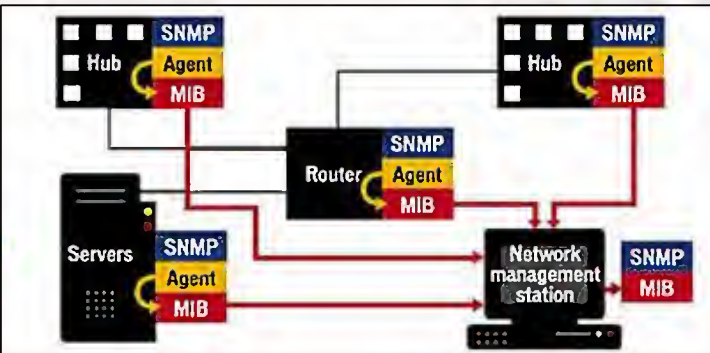 SNMP
Hub
Agent
MIB
SNMP
Hub
Agent
MIB
SNMP
Router
Agent
MIB
Servers
SNMP
Agent
MIB
Network
management
station
SNMP
MIB